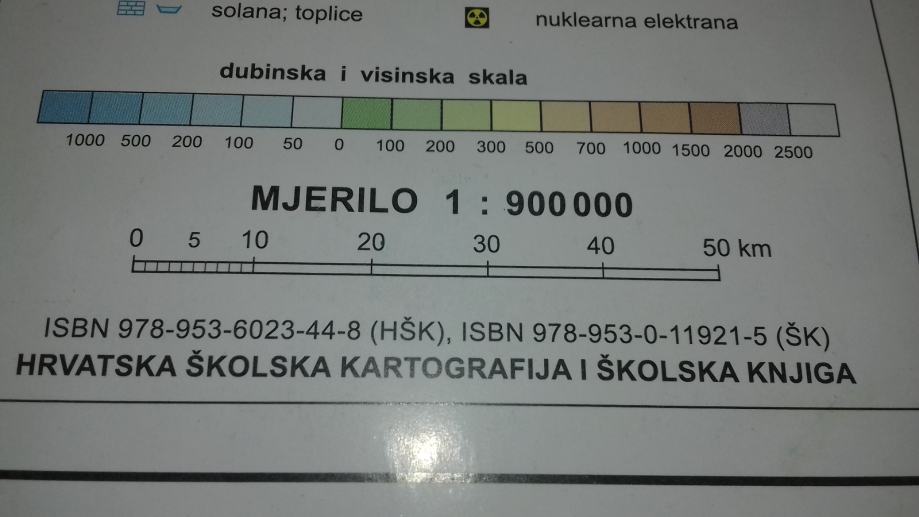 solana; toplice nuklearna elektrana
dubinska i visinska skala
1000 500 200 100 50 0 100 200 300 500 700 1000 1500 2000 2500
MJERILO 1 : 900 000
0 5 10 20 30 40 50 km
ISBN 978-953-6023-44-8 (HŠK), ISBN 978-953-0-11921-5 (ŠK)
HRVATSKA ŠKOLSKA KARTOGRAFIJA I ŠKOLSKA KNJIGA